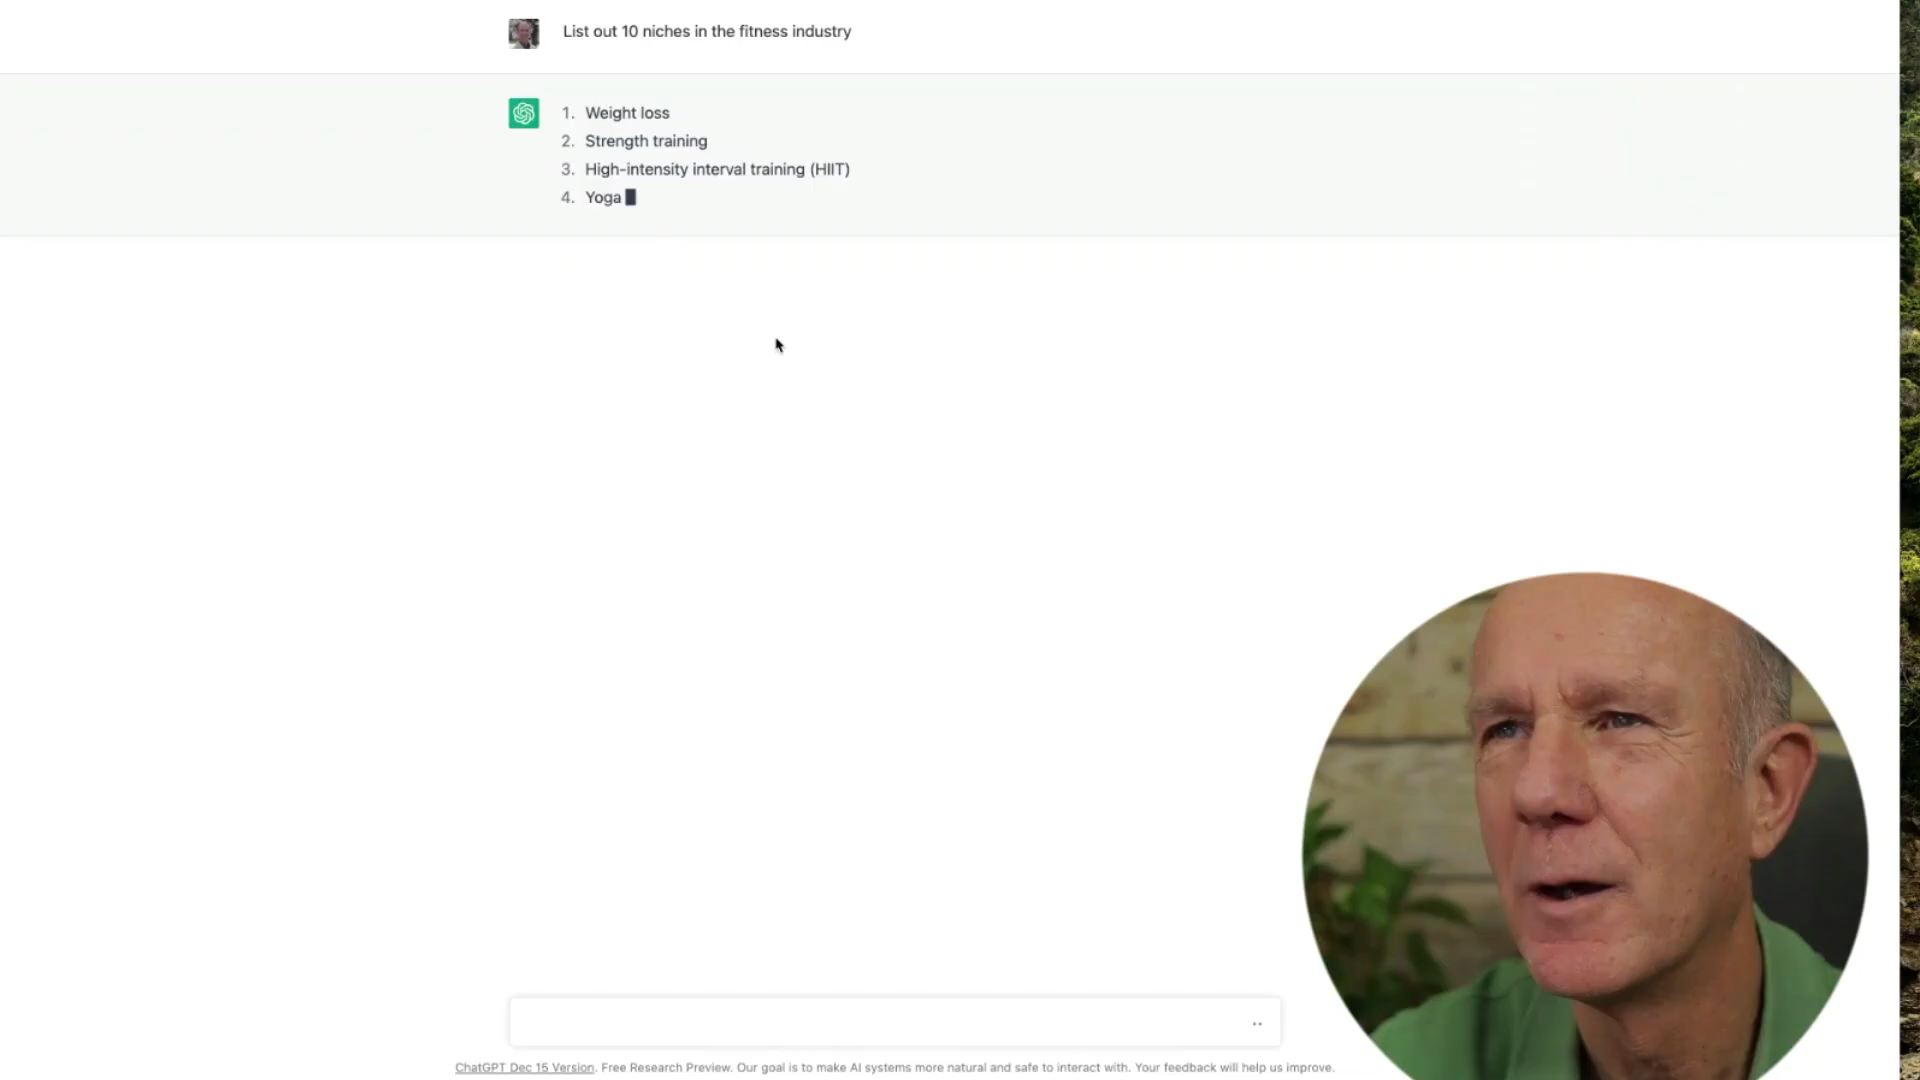 List out 10 niches in the fitness industry
1. Weight loss
2. Strength training
3. High-intensity interval training (HIIT)
4. Yoga
ChatGPT Dec 15 Version. Free Research Preview. Our goal is to make AI systems more natural and safe to interact with. Your feedback will help us improve.